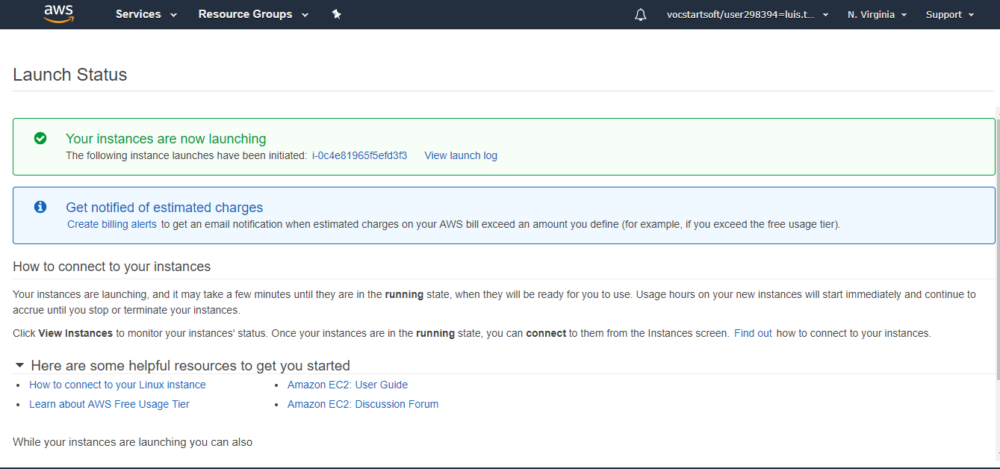 aws Services Resource Groups vocstartsoft/user298394=luis.t... N. Virginia Support
Launch Status
Your instances are now launching
The following instance launches have been initiated: i-0c4e81965f5efd3f3 View launch log
Get notified of estimated charges
Create billing alerts to get an email notification when estimated charges on your AWS bill exceed an amount you define (for example, if you exceed the free usage tier).
How to connect to your instances
Your instances are launching, and it may take a few minutes until they are in the running state, when they will be ready for you to use. Usage hours on your new instances will start immediately and continue to
accrue until you stop or terminate your instances.
Click View Instances to monitor your instances' status. Once your instances are in the running state, you can connect to them from the Instances screen. Find out how to connect to your instances.
Here are some helpful resources to get you started
• How to connect to your Linux instance • Amazon EC2: User Guide
• Learn about AWS Free Usage Tier • Amazon EC2: Discussion Forum
While your instances are launching you can also